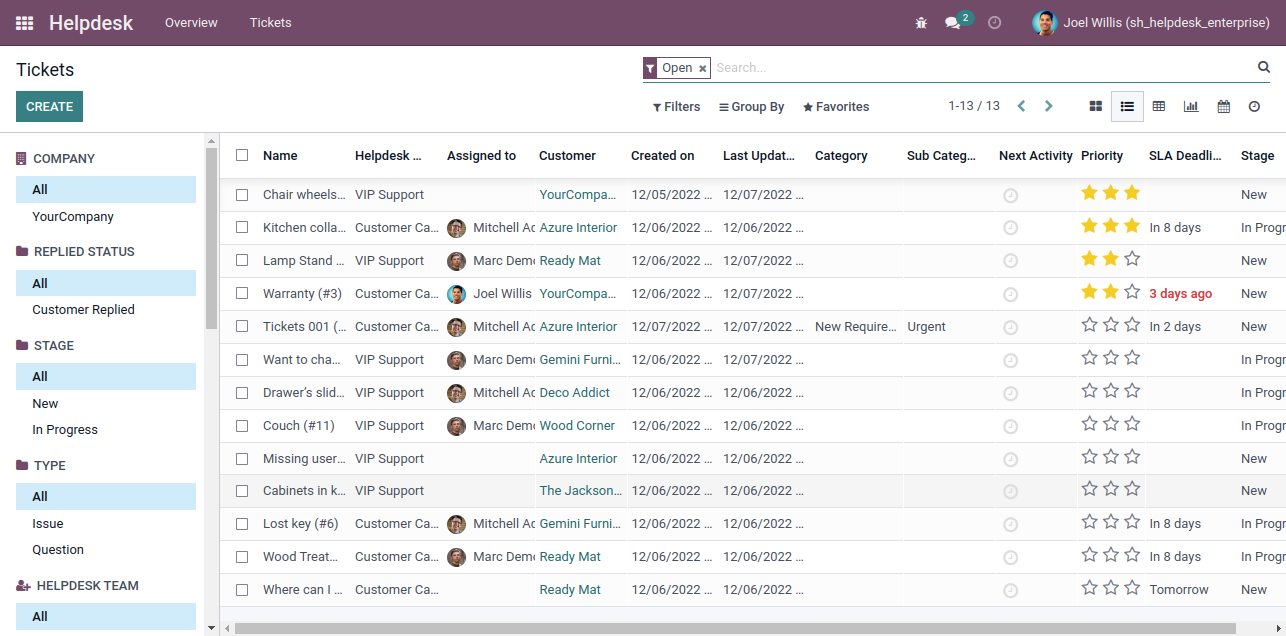 Helpdesk Overview Tickets 2 Joel Willis (sh_helpdesk_enterprise)
Tickets
Open Search...
CREATE
Filters Group By Favorites 1-13 / 13
COMPANY
All
YourCompany
REPLIED STATUS
All
Customer Replied
STAGE
All
New
In Progress
TYPE
All
Issue
Question
HELPDESK TEAM
All
Name Helpdesk ... Assigned to Customer Created on Last Updat... Category Sub Categ... Next Activity Priority SLA Deadli... Stage
Chair wheels... VIP Support YourCompa... 12/05/2022 ... 12/07/2022 ... New
Kitchen colla... Customer Ca... Mitchell Ad Azure Interior 12/06/2022 ... 12/07/2022 ... In 8 days In Progr
Lamp Stand ... VIP Support Marc Demo Ready Mat 12/06/2022 ... 12/07/2022 ... New
Warranty (#3) Customer Ca... Joel Willis YourCompa... 12/06/2022 ... 12/07/2022 ... 3 days ago New
Tickets 001 (... Customer Ca... Mitchell Ad Azure Interior 12/07/2022 ... 12/07/2022 ... New Require... Urgent In 2 days New
Want to cha... VIP Support Marc Demo Gemini Furni... 12/06/2022 ... 12/07/2022 ... In Progr
Drawer's slid... VIP Support Mitchell Ad Deco Addict 12/06/2022 ... 12/06/2022 ... In Progr
Couch (#11) VIP Support Marc Demo Wood Corner 12/06/2022 ... 12/06/2022 ... In Progr
Missing user... VIP Support Azure Interior 12/06/2022 ... 12/06/2022 ... New
Cabinets in k... VIP Support The Jackson... 12/06/2022 ... 12/06/2022 ... New
Lost key (#6) Customer Ca... Mitchell Ad Gemini Furni... 12/06/2022 ... 12/06/2022 ... In 8 days In Progr
Wood Treat... Customer Ca... Marc Demo Ready Mat 12/06/2022 ... 12/06/2022 ... In 8 days In Progr
Where can I ... Customer Ca... Ready Mat 12/06/2022 ... 12/06/2022 ... Tomorrow New